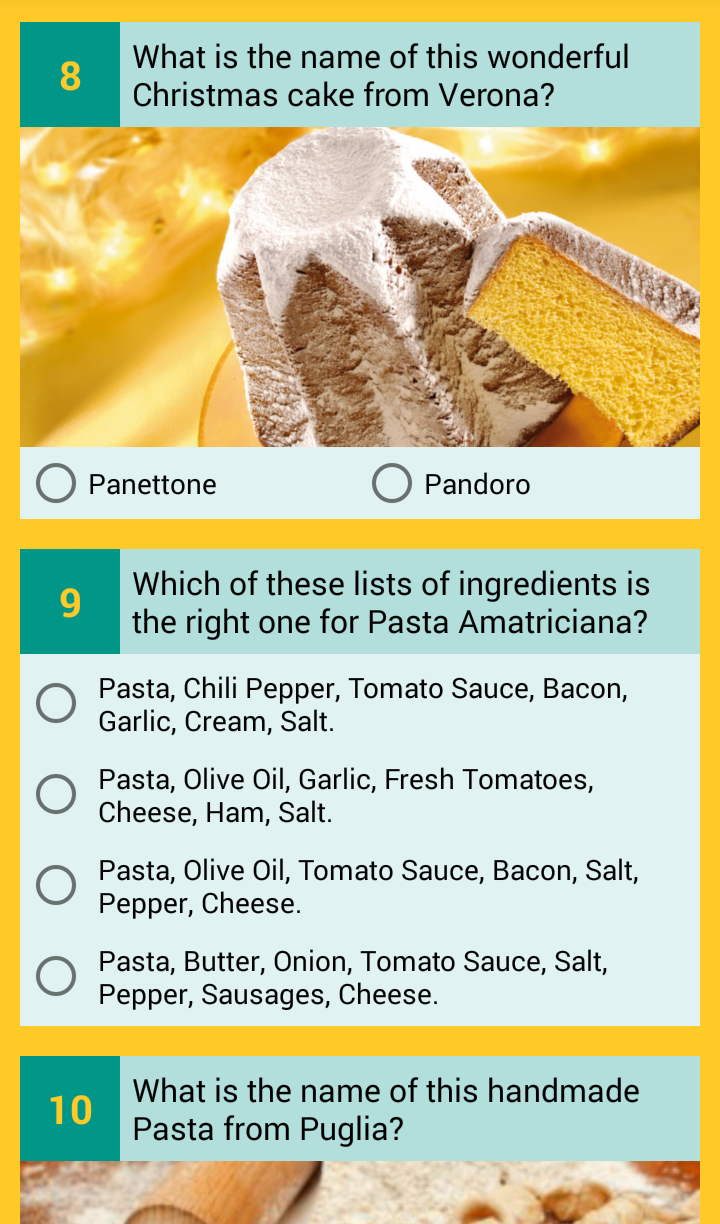 8
What is the name of this wonderful
Christmas cake from Verona?
Panettone
Pandoro
9
Which of these lists of ingredients is
the right one for Pasta Amatriciana?
Pasta, Chili Pepper, Tomato Sauce, Bacon,
Garlic, Cream, Salt.
Pasta, Olive Oil, Garlic, Fresh Tomatoes,
Cheese, Ham, Salt.
Pasta, Olive Oil, Tomato Sauce, Bacon, Salt,
Pepper, Cheese.
Pasta, Butter, Onion, Tomato Sauce, Salt,
Pepper, Sausages, Cheese.
10
What is the name of this handmade
Pasta from Puglia?